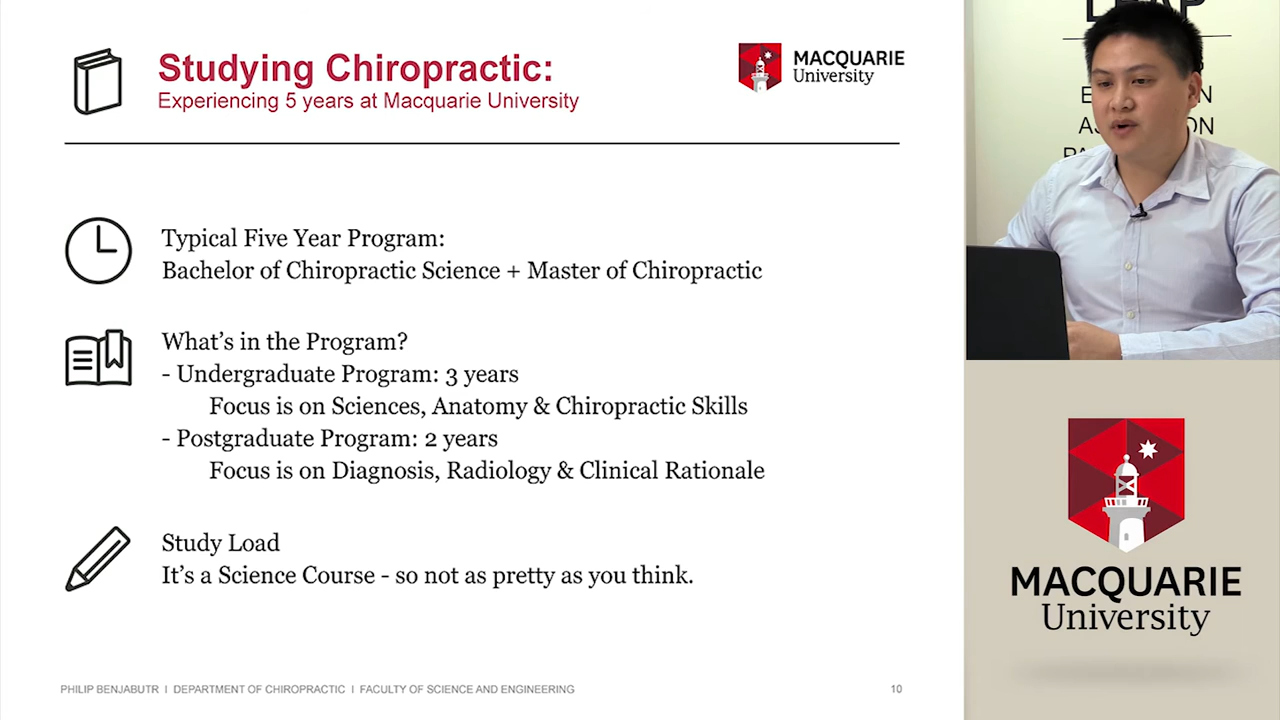 Studying Chiropractic:
Experiencing 5 years at Macquarie University
MACQUARIE
University
Typical Five Year Program:
Bachelor of Chiropractic Science + Master of Chiropractic
What's in the Program?
- Undergraduate Program: 3 years
Focus is on Sciences, Anatomy & Chiropractic Skills
- Postgraduate Program: 2 years
Focus is on Diagnosis, Radiology & Clinical Rationale
Study Load
It's a Science Course - so not as pretty as you think.
PHILIP BENJABUTR I DEPARTMENT OF CHIROPRACTIC I FACULTY OF SCIENCE AND ENGINEERING
10
MACQUARIE
University